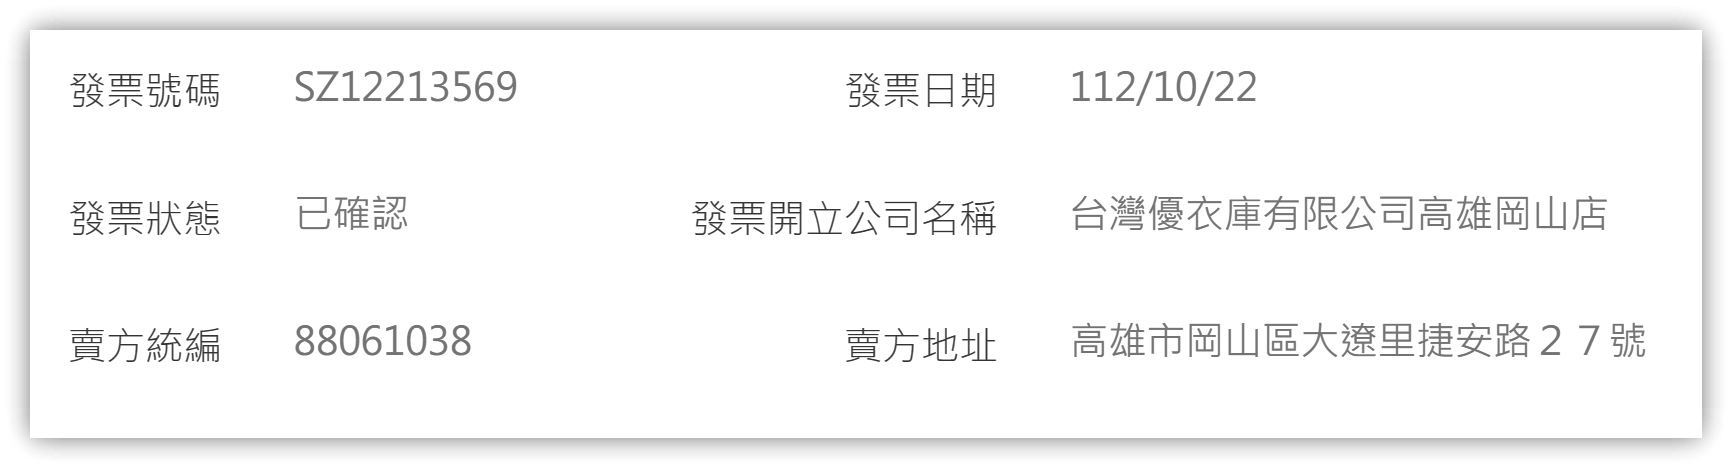 發票號碼 SZ12213569 發票日期 112/10/22
發票狀態 已確認 發票開立公司名稱 台灣優衣庫有限公司高雄岡山店
賣方統編 88061038 賣方地址 高雄市岡山區大遼里捷安路２７號